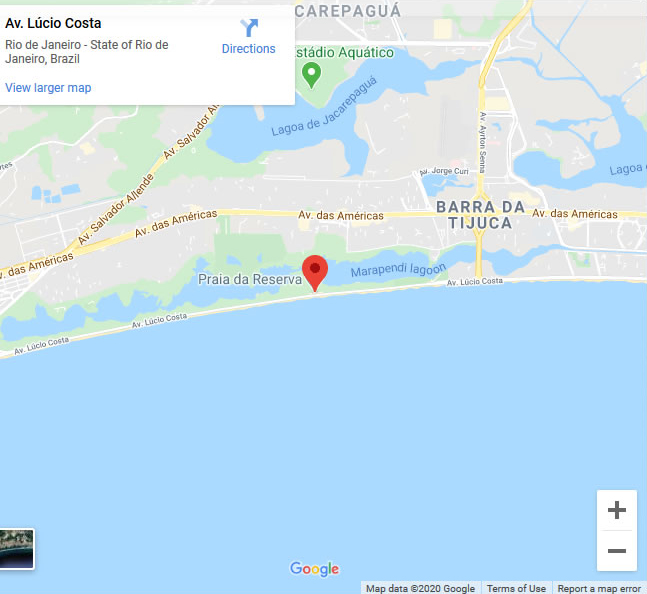 Av. Lúcio Costa
Rio de Janeiro - State of Rio de
Janeiro, Brazil
Directions
View larger map
CAREPAGUÁ
stádio Aquático
Lagoa de Jacarepaguá
Av. Salvador Al
Av. Ayrton Senna
Av. Jorge Curi
Lagoa
Av. Salvador Allende
Av. das Américas
Av. das Américas
BARRA DA
TIJUCA
Av. das Américas
v. das Américas
Praia da Reserva
Marapendi lagoon
Av. Lúcio Costa
Av. Lúcio Costa
Av. Lúcio Costa
Google
Map data ©2020 Google
Terms of Use
Report a map error